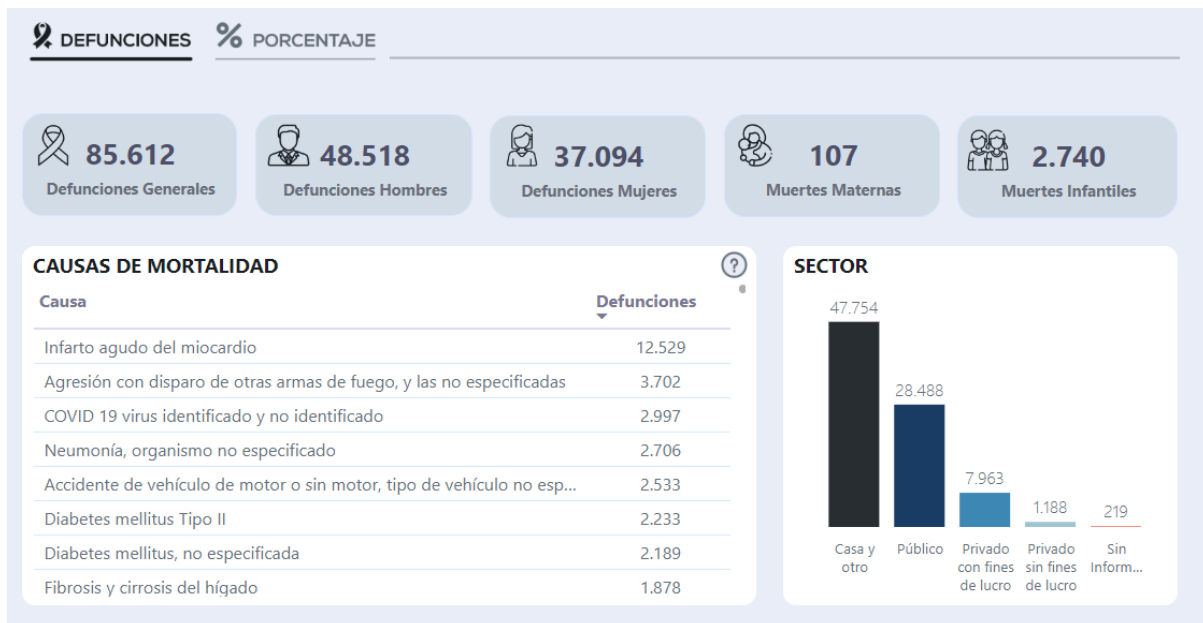 DEFUNCIONES
% PORCENTAJE
85.612
Defunciones Generales
48.518
Defunciones Hombres
37.094
Defunciones Mujeres
107
Muertes Maternas
2.740
Muertes Infantiles
CAUSAS DE MORTALIDAD
?
Causa Defunciones
Infarto agudo del miocardio 12.529
Agresión con disparo de otras armas de fuego, y las no especificadas 3.702
COVID 19 virus identificado y no identificado 2.997
Neumonía, organismo no especificado 2.706
Accidente de vehículo de motor o sin motor, tipo de vehículo no esp... 2.533
Diabetes mellitus Tipo II 2.233
Diabetes mellitus, no especificada 2.189
Fibrosis y cirrosis del hígado 1.878
SECTOR
47.754
28.488
7.963
1.188
219
Casa y
otro
Público
Privado
con fines
de lucro
Privado
sin fines
de lucro
Sin
Inform...